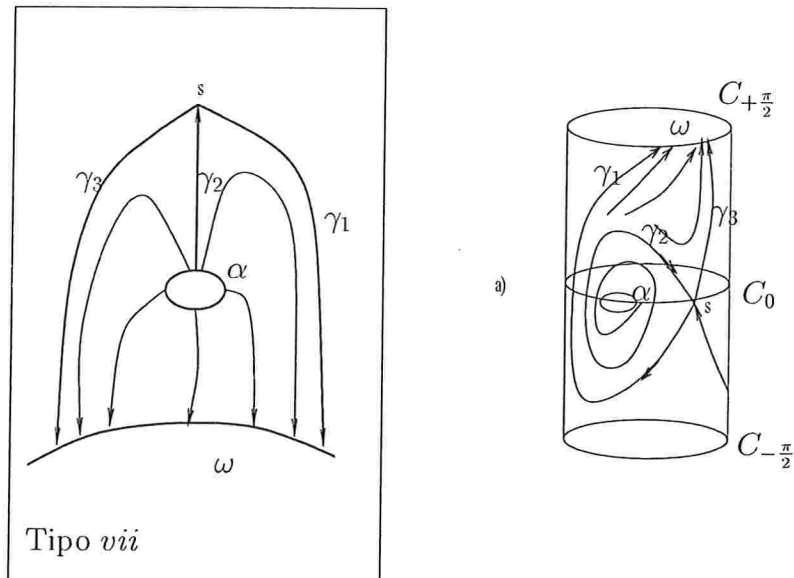 s
γ₃
γ₂
γ₁
α
ω
Tipo vii
a)
C₊π/2
ω
γ₁
γ₃
γ₂
α
s
C₀
C₋π/2